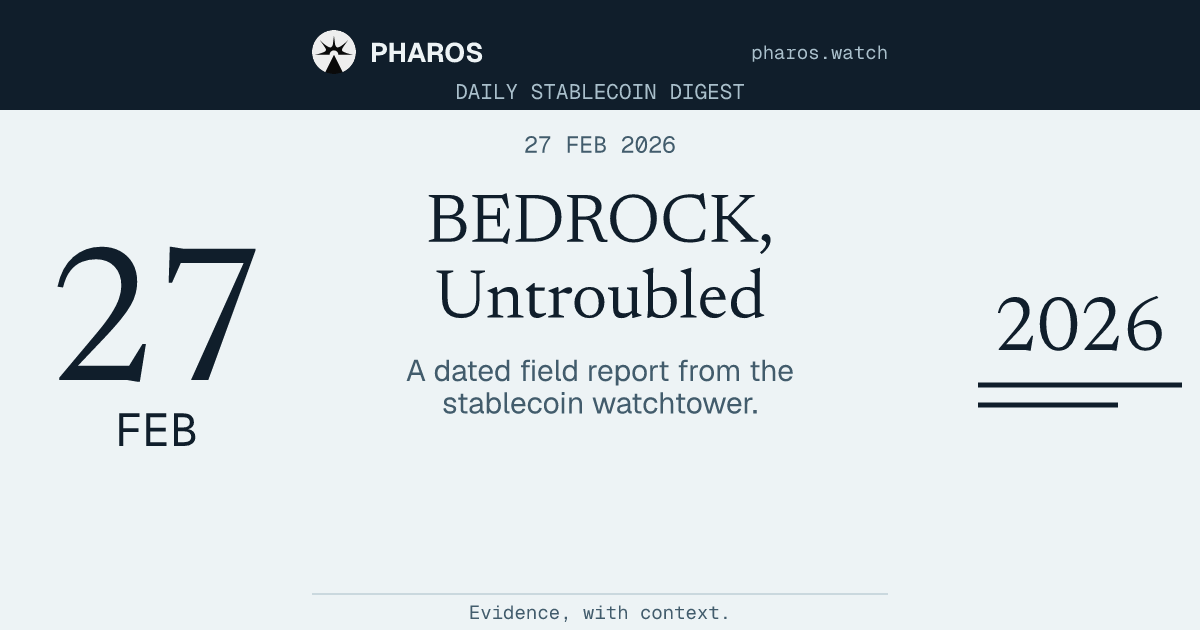 PHAROS
pharos.watch
DAILY STABLECOIN DIGEST
27 FEB 2026
BEDROCK,
Untroubled
A dated field report from the
stablecoin watchtower.
27
FEB
2026
Evidence, with context.